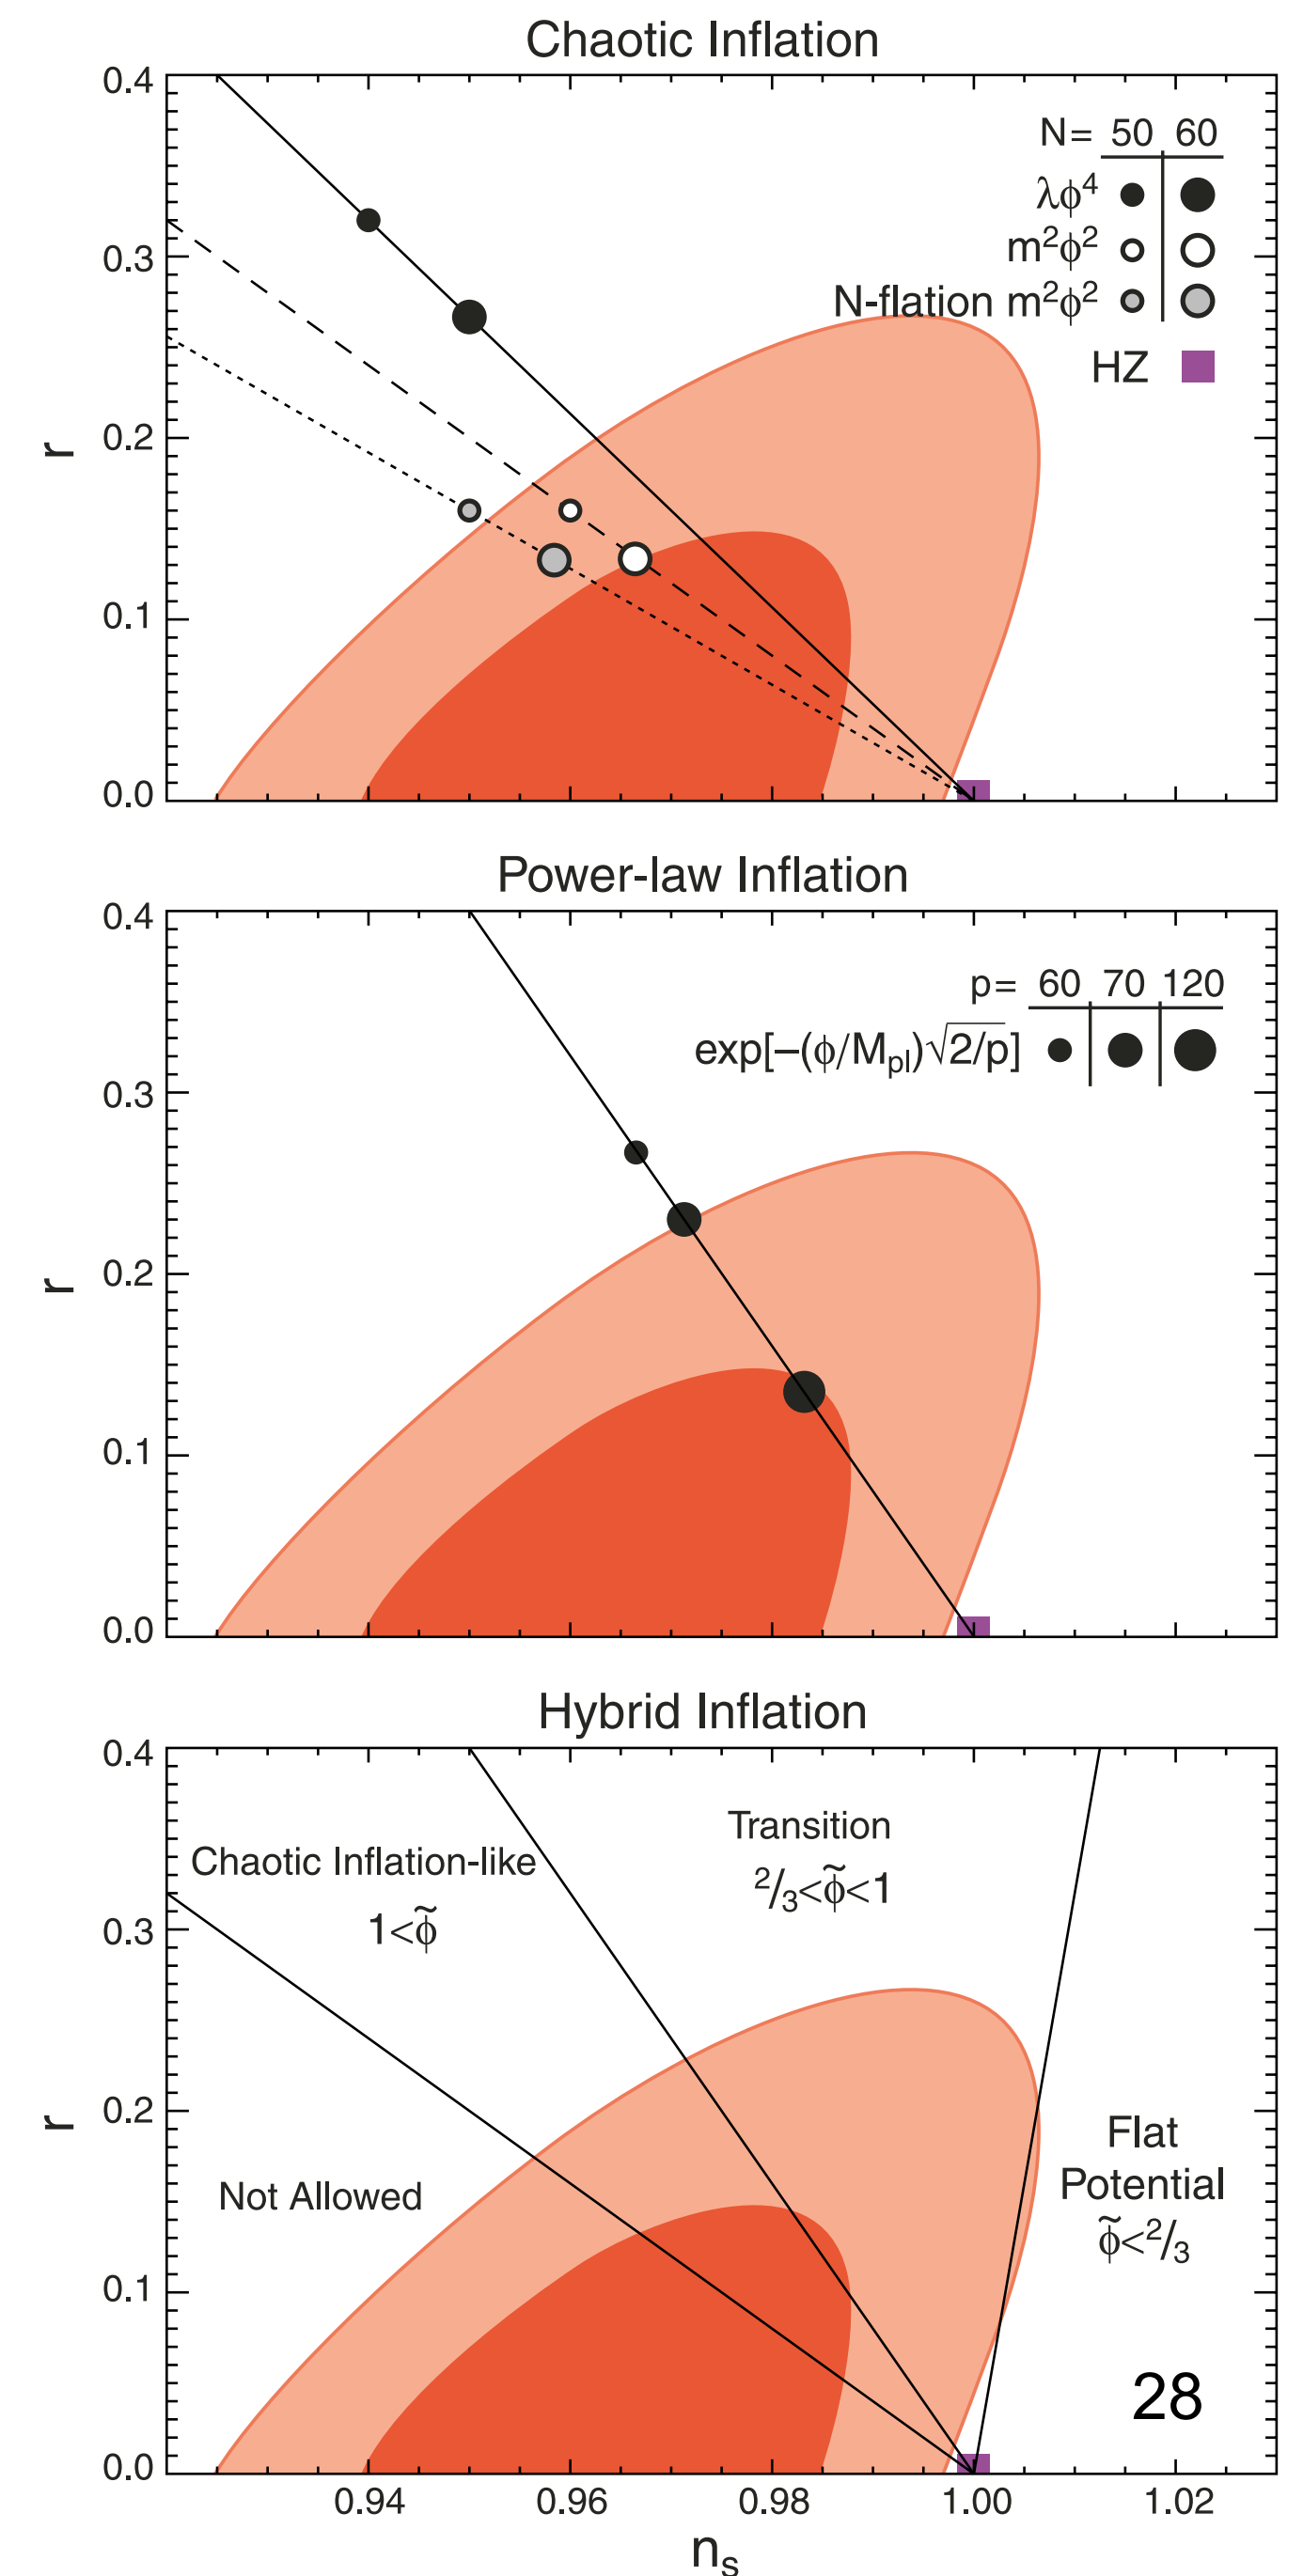 Chaotic Inflation
0.4
0.3
0.2
0.1
0.0
r
N= 50 60
λϕ⁴
m²ϕ²
N-flation m²ϕ²
HZ
Power-law Inflation
0.4
0.3
0.2
0.1
0.0
r
p= 60 70 120
exp[–(ϕ/Mpl)√2/p]
Hybrid Inflation
0.4
0.3
0.2
0.1
0.0
r
Transition
²/₃<ϕ̃<1
Chaotic Inflation-like
1<ϕ̃
Not Allowed
Flat
Potential
ϕ̃<²/₃
28
0.94 0.96 0.98 1.00 1.02
nₛ